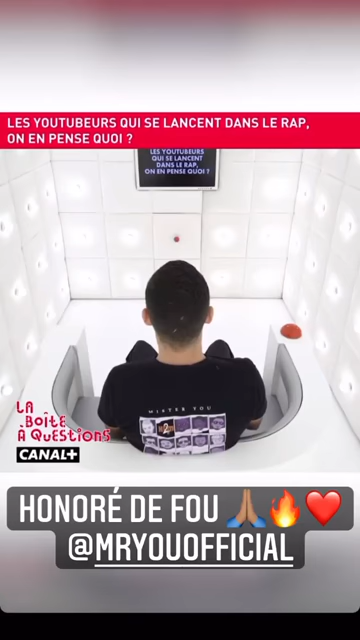 LES YOUTUBEURS QUI SE LANCENT DANS LE RAP,
ON EN PENSE QUOI ?
LES YOUTUBEURS
QUI SE LANCENT
DANS LE RAP,
ON EN PENSE QUOI ?
MISTER YOU
LA
BOÎTE
À QUESTIONS
CANAL+
HONORÉ DE FOU 🙏🏽🔥❤️
@MRYOUOFFICIAL